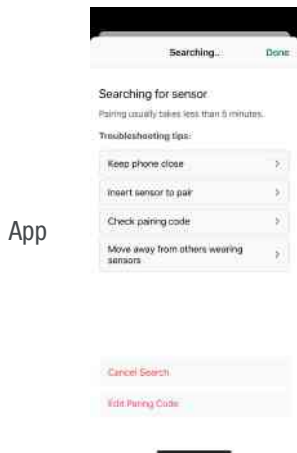 Searching..
Done
Searching for sensor
Pairing usually takes less than 5 minutes.
Troubleshooting tips:
Keep phone close
Insert sensor to pair
Check pairing code
Move away from others wearing
sensors
App
Cancel Search
Edit Pairing Code